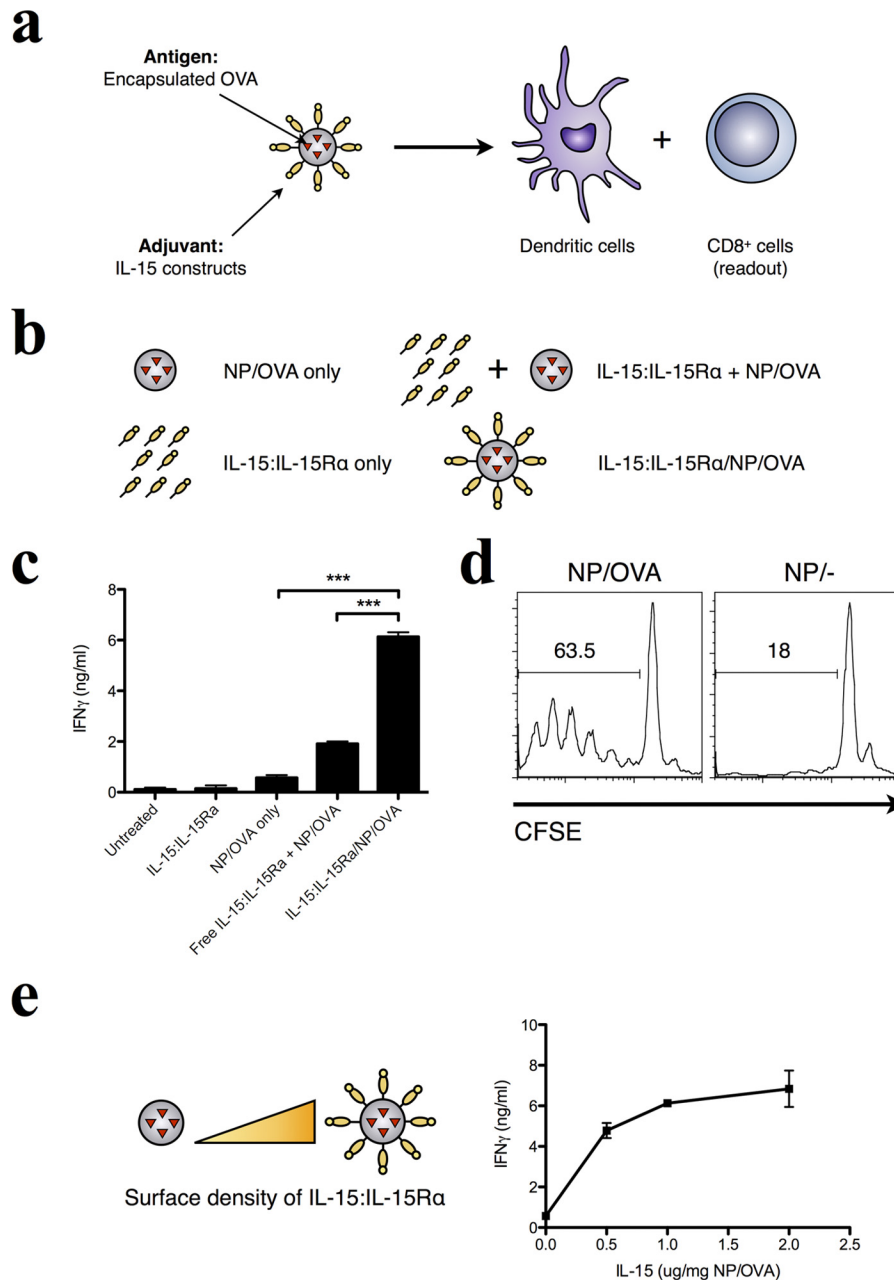 a
Antigen:
Encapsulated OVA
Adjuvant:
IL-15 constructs
+
Dendritic cells
CD8⁺ cells
(readout)
b
NP/OVA only
+
IL-15:IL-15Rα + NP/OVA
IL-15:IL-15Rα only
IL-15:IL-15Rα/NP/OVA
c
IFNγ (ng/ml)
8
6
4
2
0
***
***
Untreated
IL-15:IL-15Ra
NP/OVA only
Free IL-15:IL-15Ra + NP/OVA
IL-15:IL-15Ra/NP/OVA
d
NP/OVA
NP/-
63.5
18
CFSE
e
Surface density of IL-15:IL-15Rα
IFNγ (ng/ml)
10
8
6
4
2
0
0.0 0.5 1.0 1.5 2.0 2.5
IL-15 (ug/mg NP/OVA)